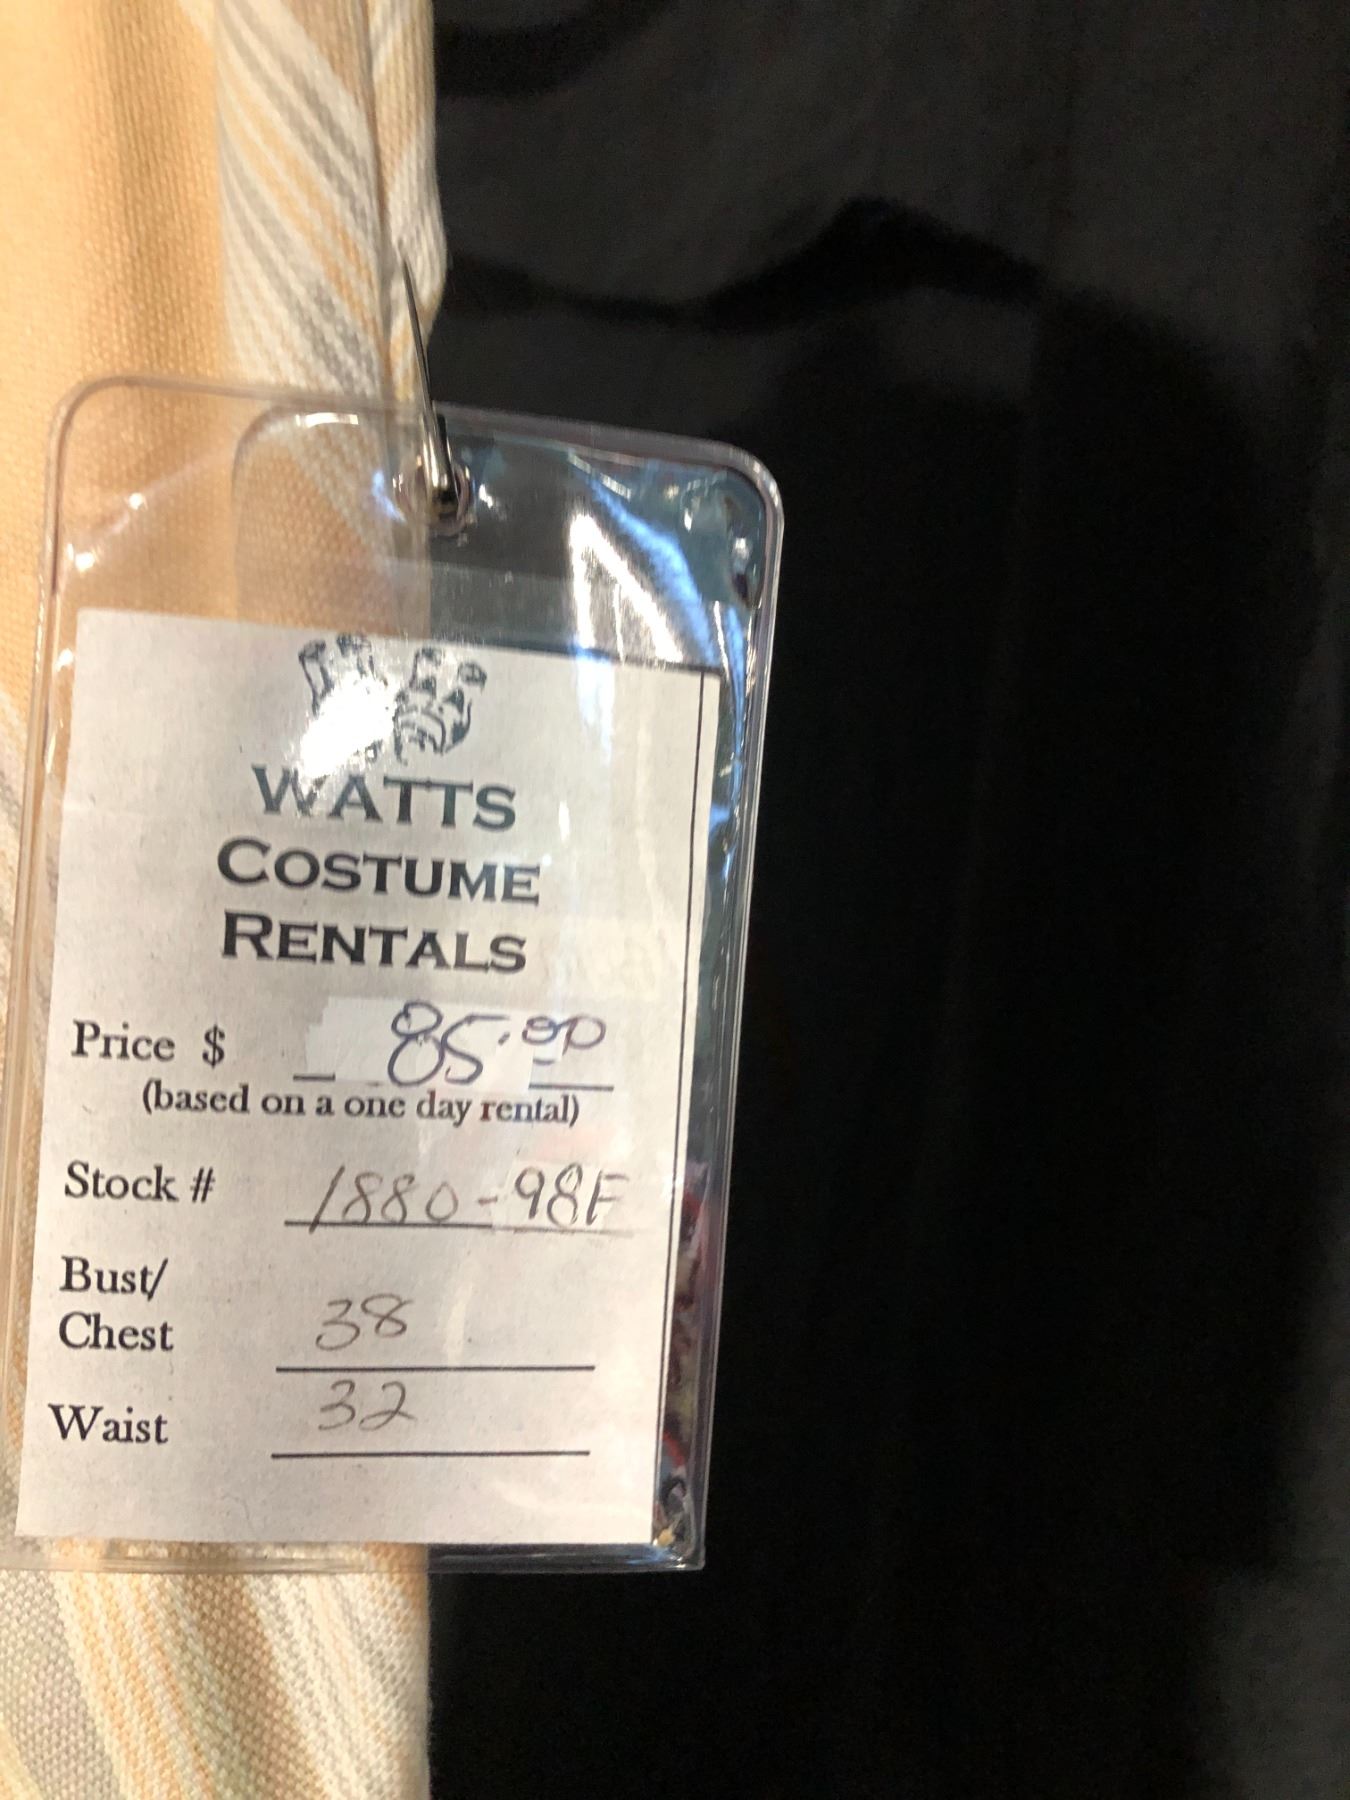 WATTS
COSTUME
RENTALS
Price $ 85.00
(based on a one day rental)
Stock # 1880-98F
Bust/
Chest 38
Waist 32